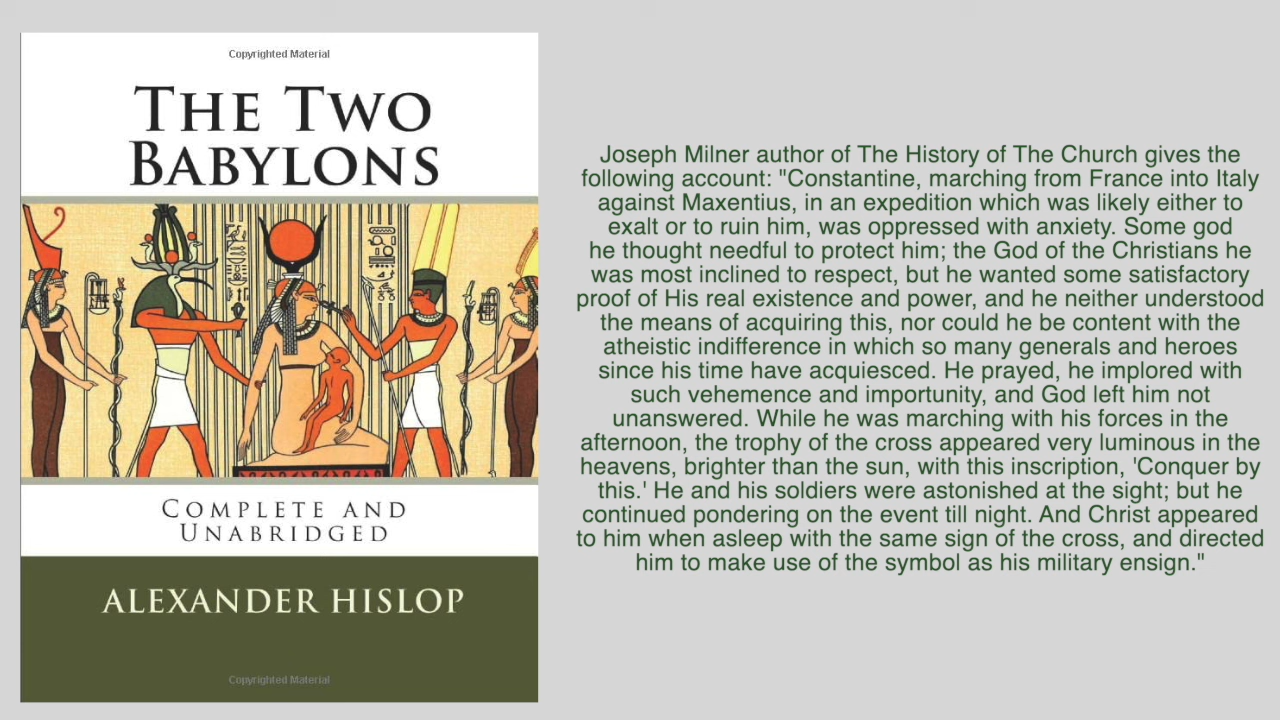 Copyrighted Material
THE TWO
BABYLONS
COMPLETE AND
UNABRIDGED
ALEXANDER HISLOP
Copyrighted Material
Joseph Milner author of The History of The Church gives the
following account: "Constantine, marching from France into Italy
against Maxentius, in an expedition which was likely either to
exalt or to ruin him, was oppressed with anxiety. Some god
he thought needful to protect him; the God of the Christians he
was most inclined to respect, but he wanted some satisfactory
proof of His real existence and power, and he neither understood
the means of acquiring this, nor could he be content with the
atheistic indifference in which so many generals and heroes
since his time have acquiesced. He prayed, he implored with
such vehemence and importunity, and God left him not
unanswered. While he was marching with his forces in the
afternoon, the trophy of the cross appeared very luminous in the
heavens, brighter than the sun, with this inscription, 'Conquer by
this.' He and his soldiers were astonished at the sight; but he
continued pondering on the event till night. And Christ appeared
to him when asleep with the same sign of the cross, and directed
him to make use of the symbol as his military ensign."